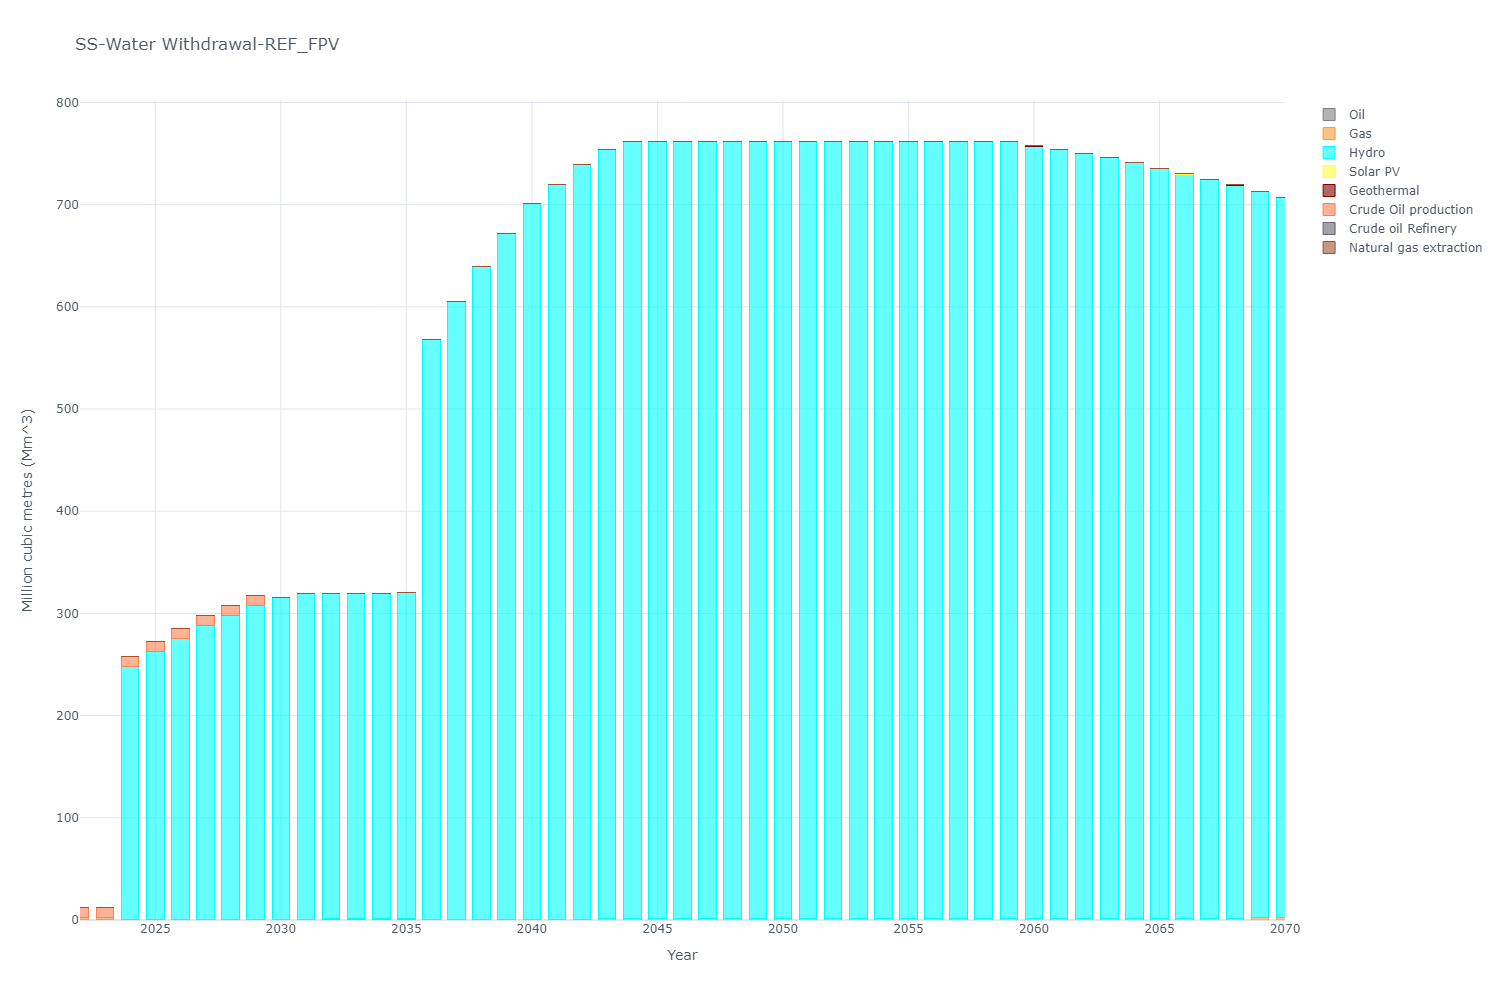 SS-Water Withdrawal-REF_FPV
800
700
600
500
400
300
200
100
0
Million cubic metres (Mm^3)
2025
2030
2035
2040
2045
2050
2055
2060
2065
2070
Year
Oil
Gas
Hydro
Solar PV
Geothermal
Crude Oil production
Crude oil Refinery
Natural gas extraction